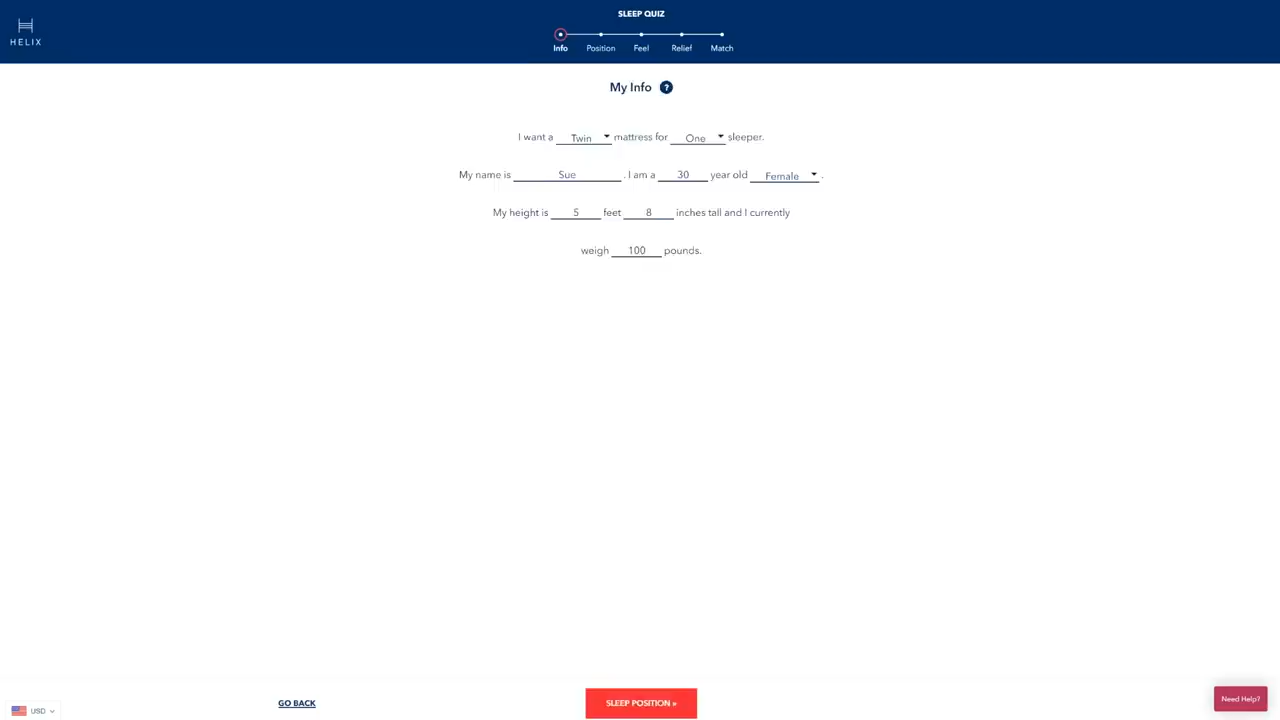 SLEEP QUIZ
HELIX
Info Position Feel Relief Match
My Info ?
I want a Twin mattress for One sleeper.
My name is Sue . I am a 30 year old Female .
My height is 5 feet 8 inches tall and I currently
weigh 100 pounds.
GO BACK
SLEEP POSITION »
Need Help?
USD